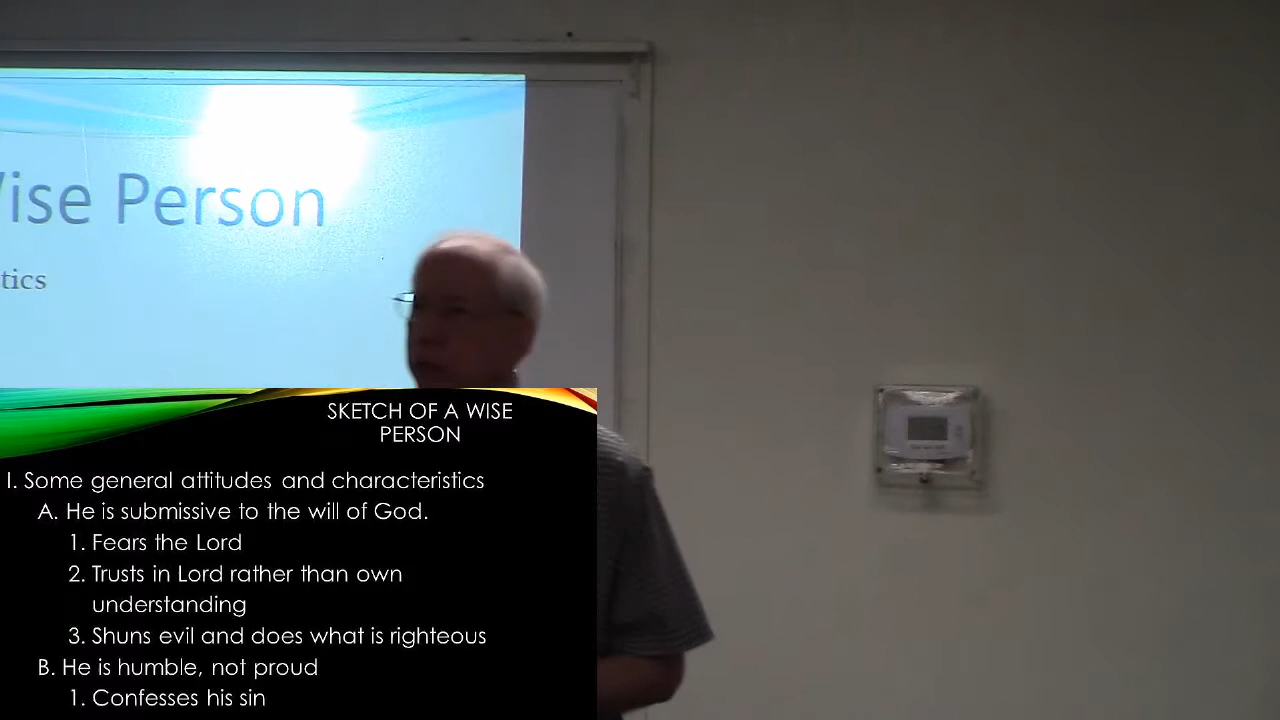 ise Person
tics
SKETCH OF A WISE
PERSON
I. Some general attitudes and characteristics
A. He is submissive to the will of God.
1. Fears the Lord
2. Trusts in Lord rather than own
understanding
3. Shuns evil and does what is righteous
B. He is humble, not proud
1. Confesses his sin